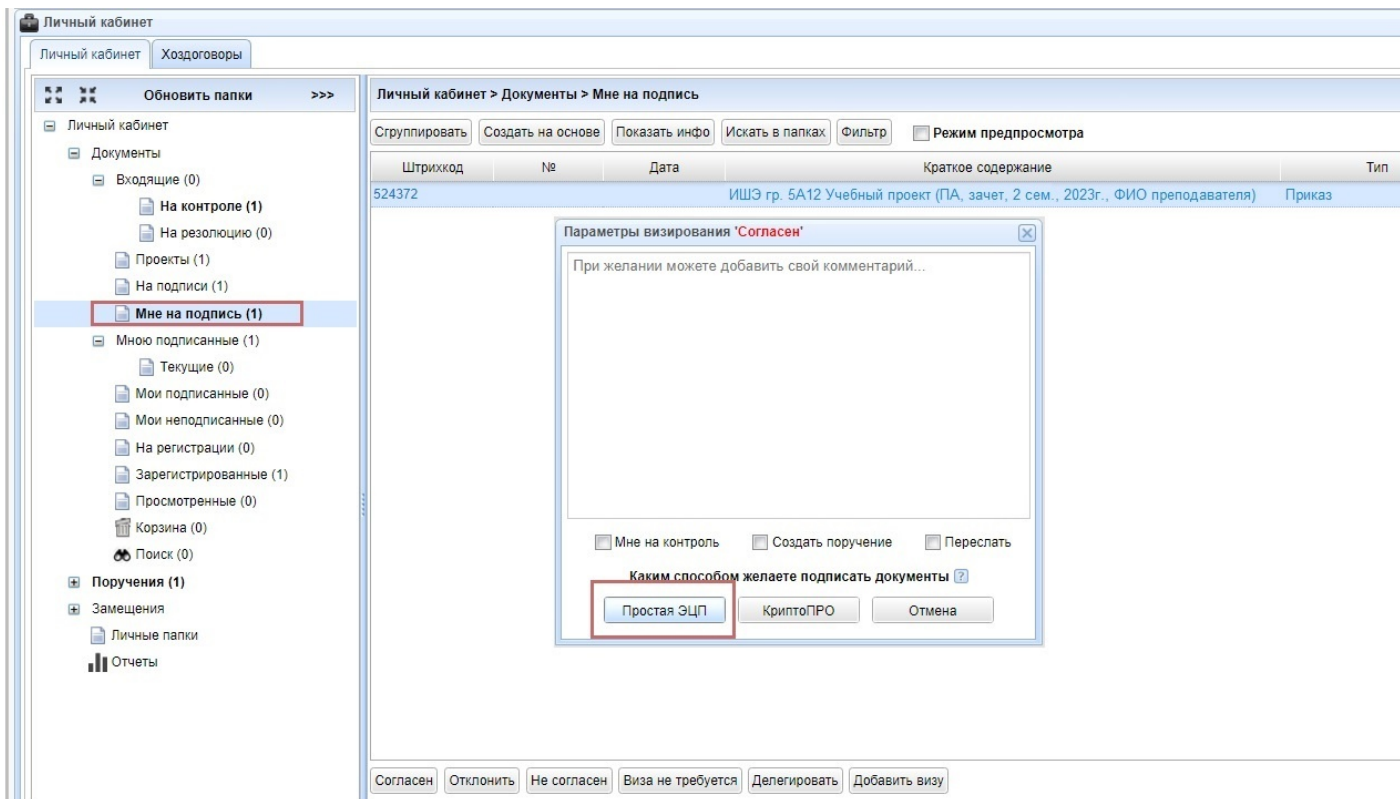 Личный кабинет
Личный кабинет Хоздоговоры
Обновить папки >>>
Личный кабинет
Документы
Входящие (0)
На контроле (1)
На резолюцию (0)
Проекты (1)
На подписи (1)
Мне на подпись (1)
Мною подписанные (1)
Текущие (0)
Мои подписанные (0)
Мои неподписанные (0)
На регистрации (0)
Зарегистрированные (1)
Просмотренные (0)
Корзина (0)
Поиск (0)
Поручения (1)
Замещения
Личные папки
Отчеты
Личный кабинет > Документы > Мне на подпись
Сгруппировать Создать на основе Показать инфо Искать в папках Фильтр Режим предпросмотра
Штрихкод № Дата Краткое содержание Тип
524372 ИШЭ гр. 5А12 Учебный проект (ПА, зачет, 2 сем., 2023г., ФИО преподавателя) Приказ
Параметры визирования 'Согласен'
При желании можете добавить свой комментарий...
Мне на контроль Создать поручение Переслать
Каким способом желаете подписать документы ?
Простая ЭЦП КриптоПРО Отмена
Согласен Отклонить Не согласен Виза не требуется Делегировать Добавить визу